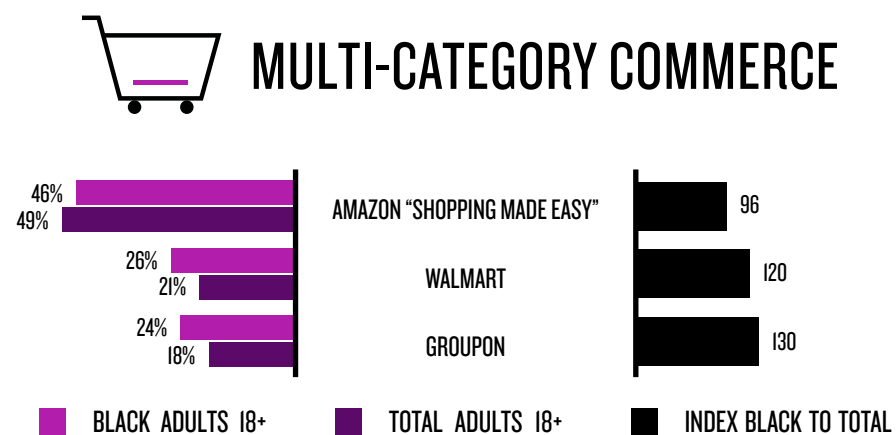 MULTI-CATEGORY COMMERCE
46%
49%
AMAZON “SHOPPING MADE EASY”
96
26%
21%
WALMART
120
24%
18%
GROUPON
130
BLACK ADULTS 18+
TOTAL ADULTS 18+
INDEX BLACK TO TOTAL